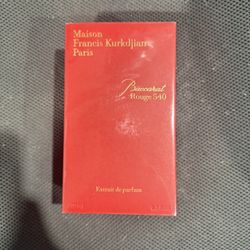 Maison
Francis Kurkdjian
Paris
Baccarat
Rouge 540
Extrait de parfum